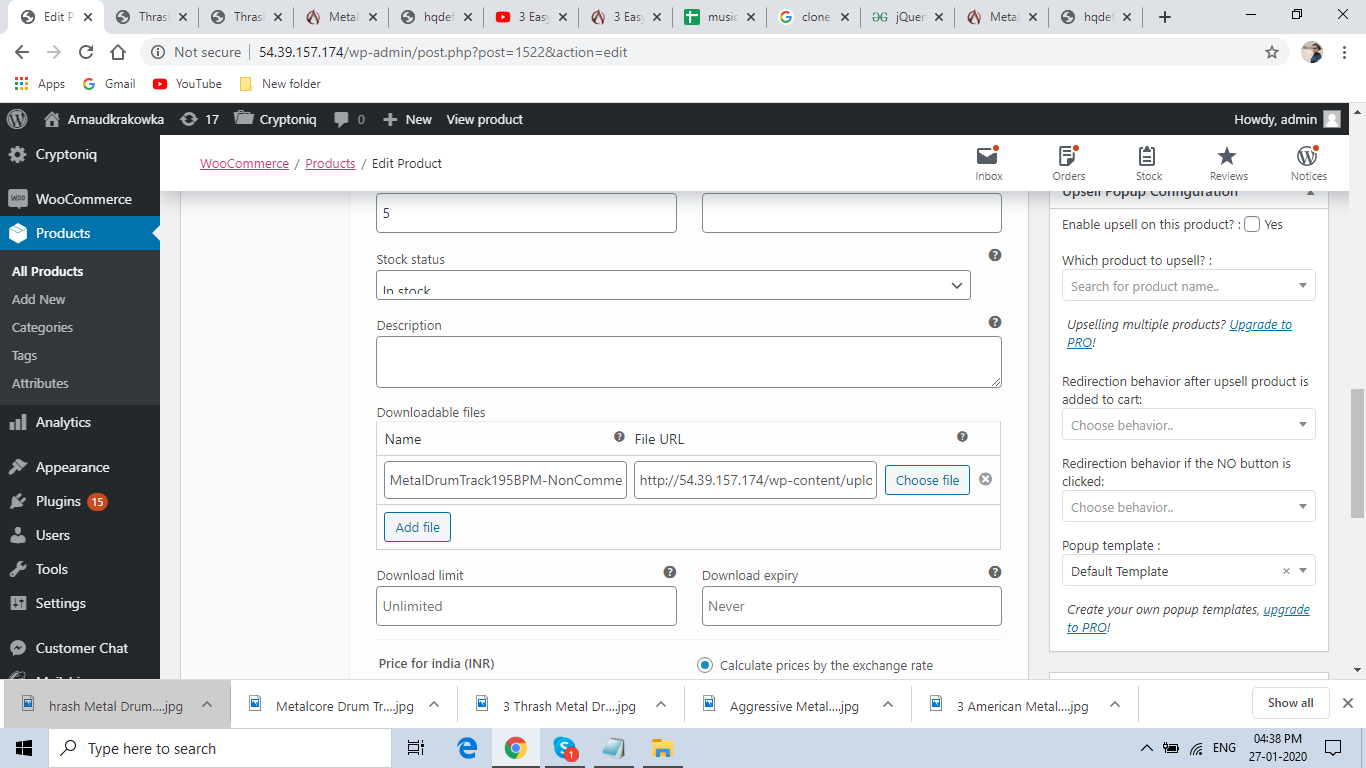 Edit P
Thras
Thras
Metal
hqdef
3 Easy
3 Easy
music
clone
jQuer
Metal
hqdef
Not secure
54.39.157.174/wp-admin/post.php?post=1522&action=edit
Apps
Gmail
YouTube
New folder
Arnaudkrakowka
17
Cryptoniq
0
New
View product
Howdy, admin
Cryptoniq
WooCommerce
Products
All Products
Add New
Categories
Tags
Attributes
Analytics
Appearance
Plugins 15
Users
Tools
Settings
Customer Chat
WooCommerce / Products / Edit Product
Inbox
Orders
Stock
Reviews
Notices
5
Stock status
In stock
Description
Downloadable files
Name
File URL
MetalDrumTrack195BPM-NonComme
http://54.39.157.174/wp-content/uplo
Choose file
Add file
Download limit
Download expiry
Unlimited
Never
Price for india (INR)
Calculate prices by the exchange rate
Upsell Popup Configuration
Enable upsell on this product? : Yes
Which product to upsell? :
Search for product name..
Upselling multiple products? Upgrade to
PRO!
Redirection behavior after upsell product is
added to cart:
Choose behavior..
Redirection behavior if the NO button is
clicked:
Choose behavior..
Popup template :
Default Template ×
Create your own popup templates, upgrade
to PRO!
hrash Metal Drum....jpg
Metalcore Drum Tr....jpg
3 Thrash Metal Dr....jpg
Aggressive Metal....jpg
3 American Metal....jpg
Show all
Type here to search
1
ENG
04:38 PM
27-01-2020